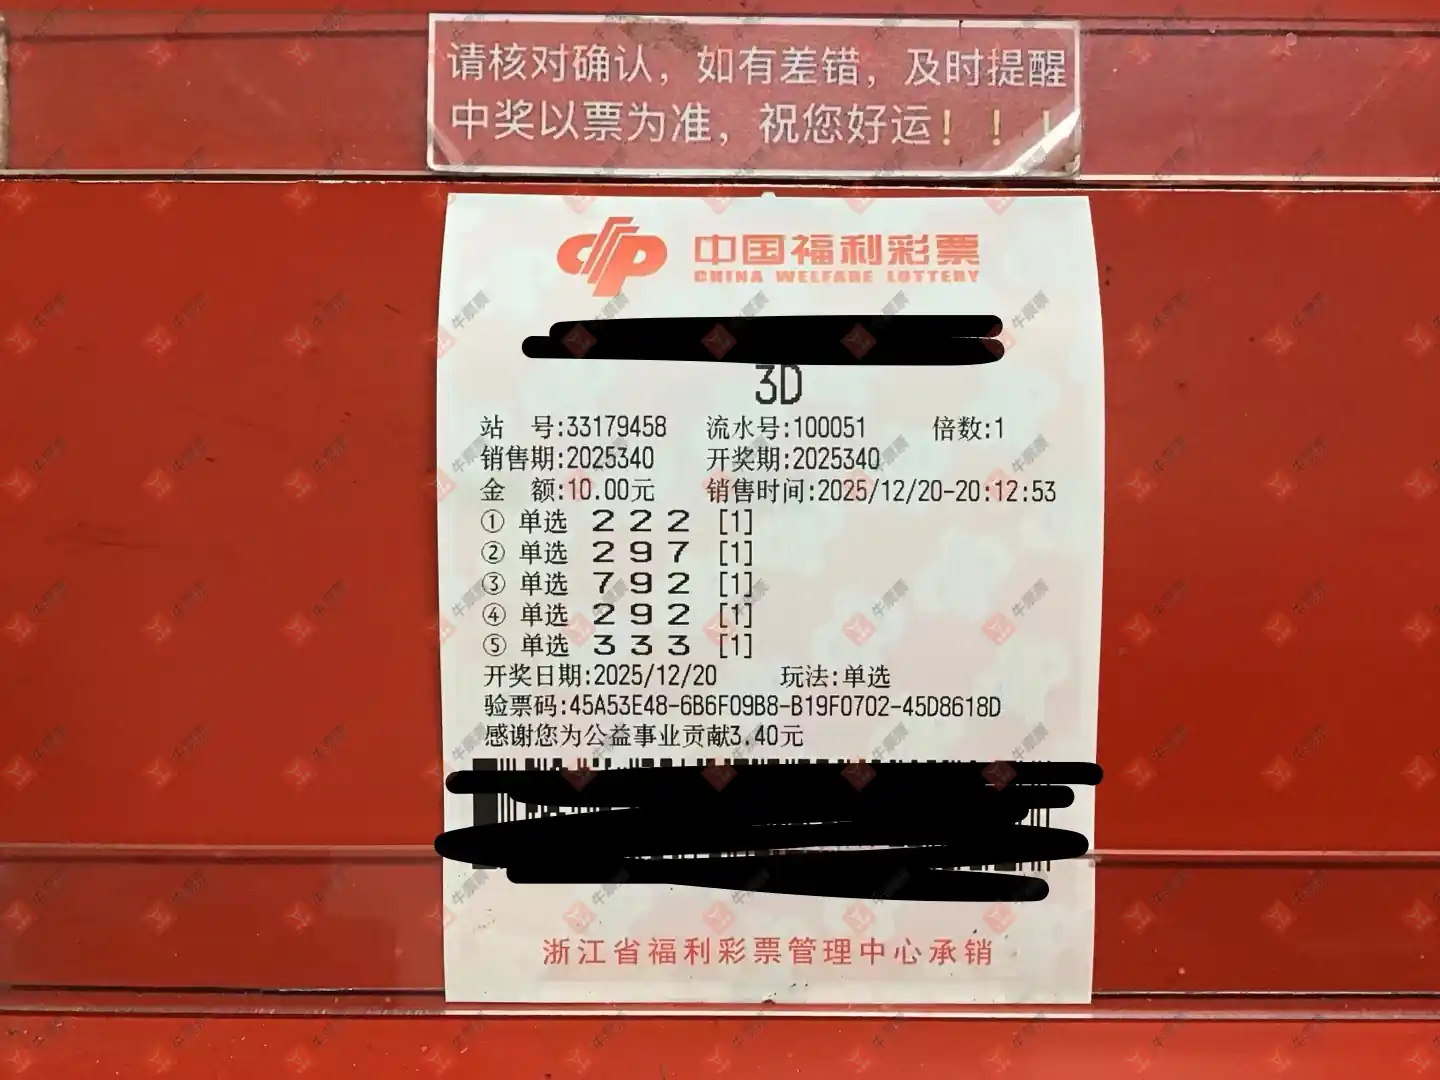 请核对确认，如有差错，及时提醒
中奖以票为准，祝您好运！！！
中国福利彩票
CHINA WELFARE LOTTERY
3D
站 号:33179458 流水号:100051 倍数:1
销售期:2025340 开奖期:2025340
金 额:10.00元 销售时间:2025/12/20-20:12:53
① 单选 2 2 2 [1]
② 单选 2 9 7 [1]
③ 单选 7 9 2 [1]
④ 单选 2 9 2 [1]
⑤ 单选 3 3 3 [1]
开奖日期:2025/12/20 玩法:单选
验票码:45A53E48-6B6F09B8-B19F0702-45D8618D
感谢您为公益事业贡献3.40元
浙江省福利彩票管理中心承销